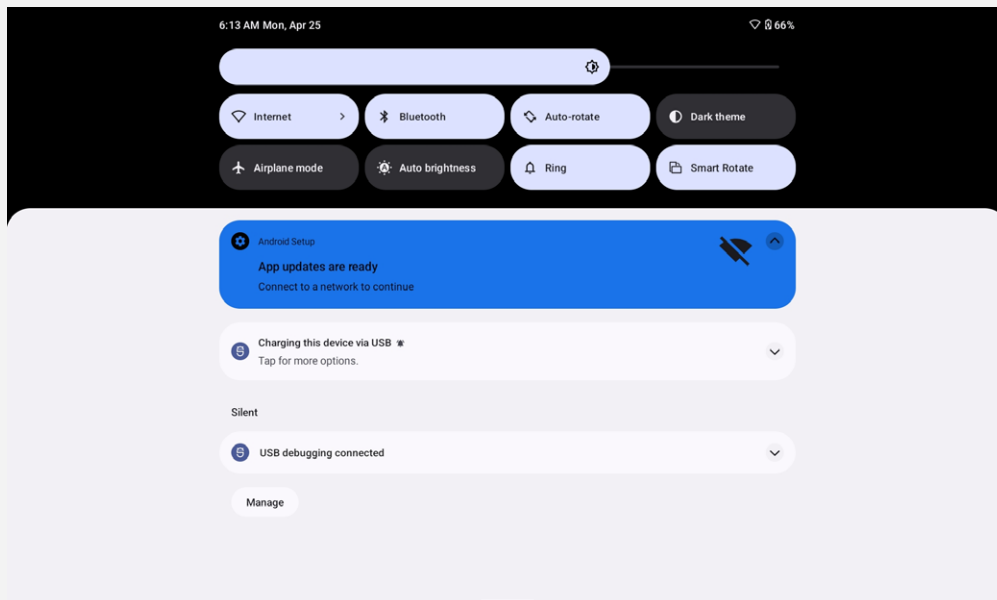 6:13 AM Mon, Apr 25
66%
Internet
Bluetooth
Auto-rotate
Dark theme
Airplane mode
Auto brightness
Ring
Smart Rotate
Android Setup
App updates are ready
Connect to a network to continue
Charging this device via USB
Tap for more options.
Silent
USB debugging connected
Manage